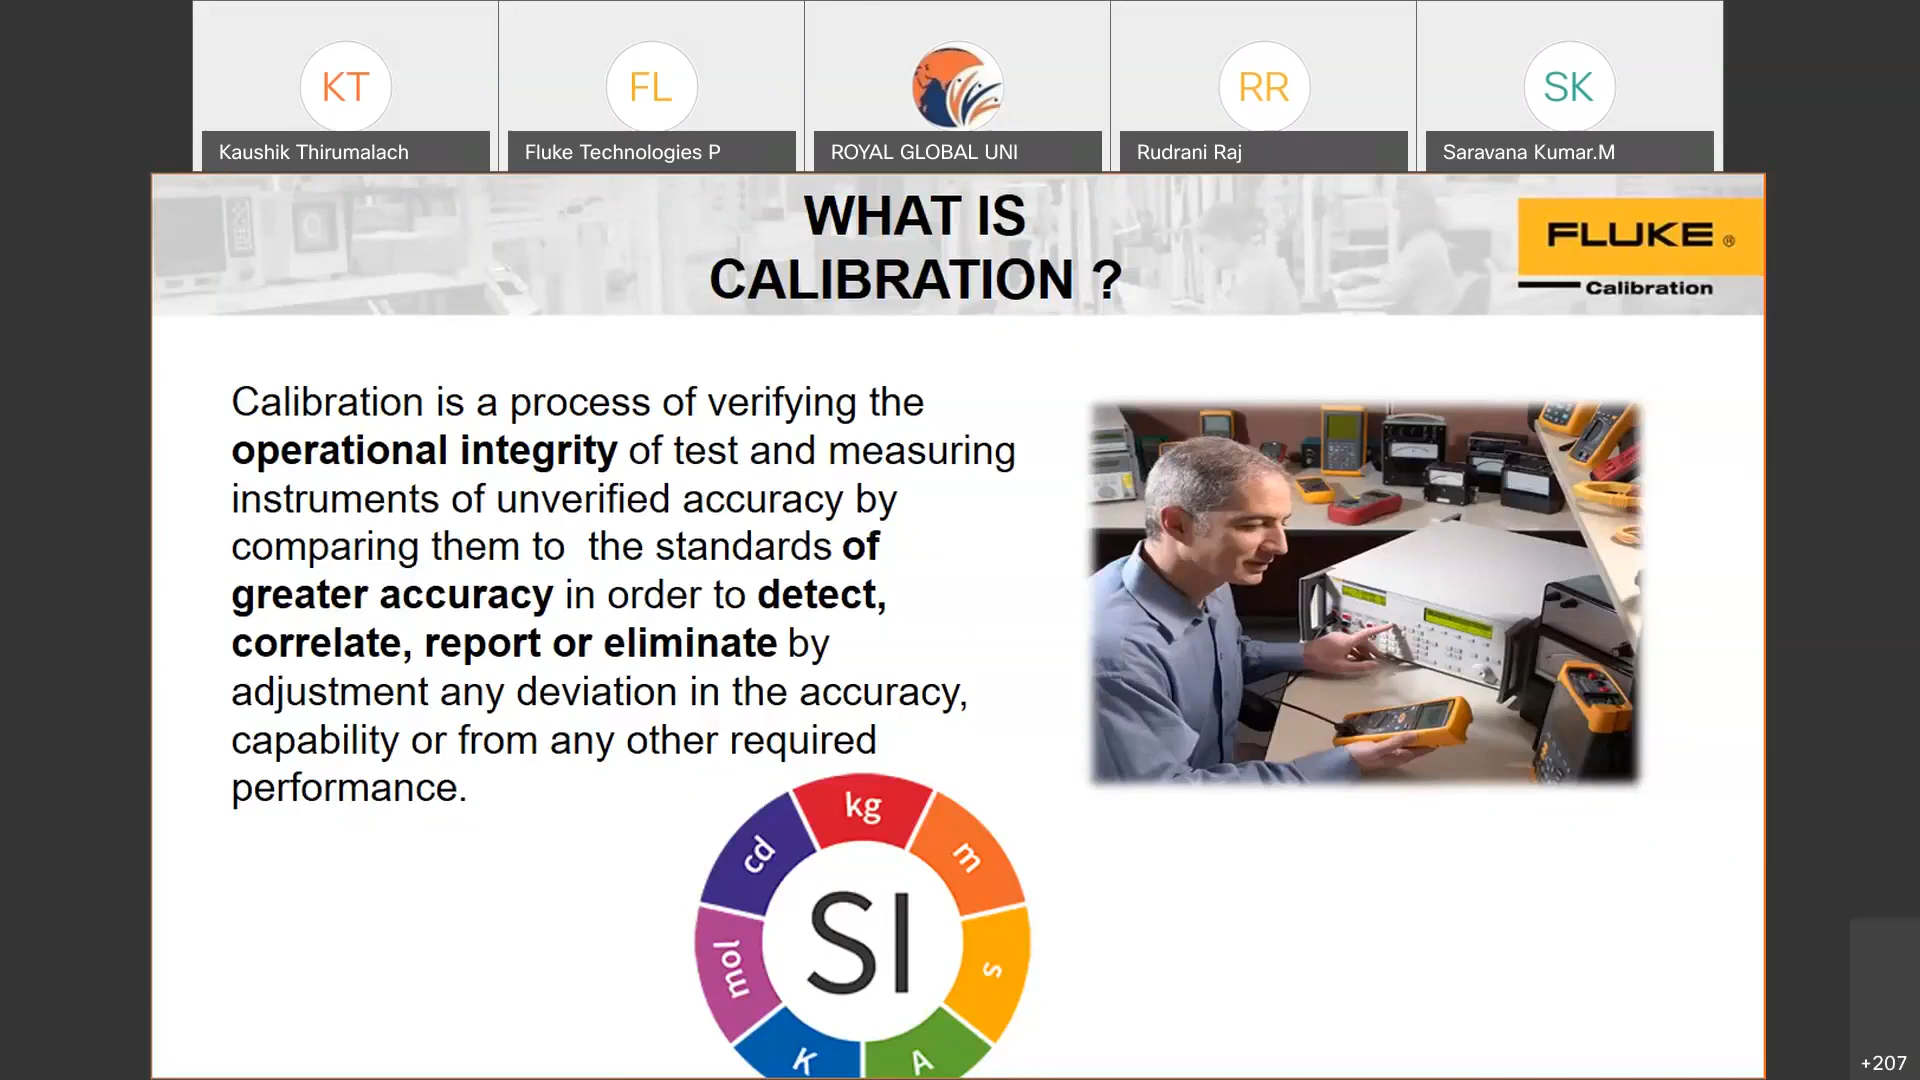 KT
FL
RR
SK
Kaushik Thirumalach
Fluke Technologies P
ROYAL GLOBAL UNI
Rudrani Raj
Saravana Kumar.M
WHAT IS
CALIBRATION ?
FLUKE ®
Calibration
Calibration is a process of verifying the
operational integrity of test and measuring
instruments of unverified accuracy by
comparing them to  the standards of
greater accuracy in order to detect,
correlate, report or eliminate by
adjustment any deviation in the accuracy,
capability or from any other required
performance.
kg
m
s
A
K
mol
cd
SI
+207